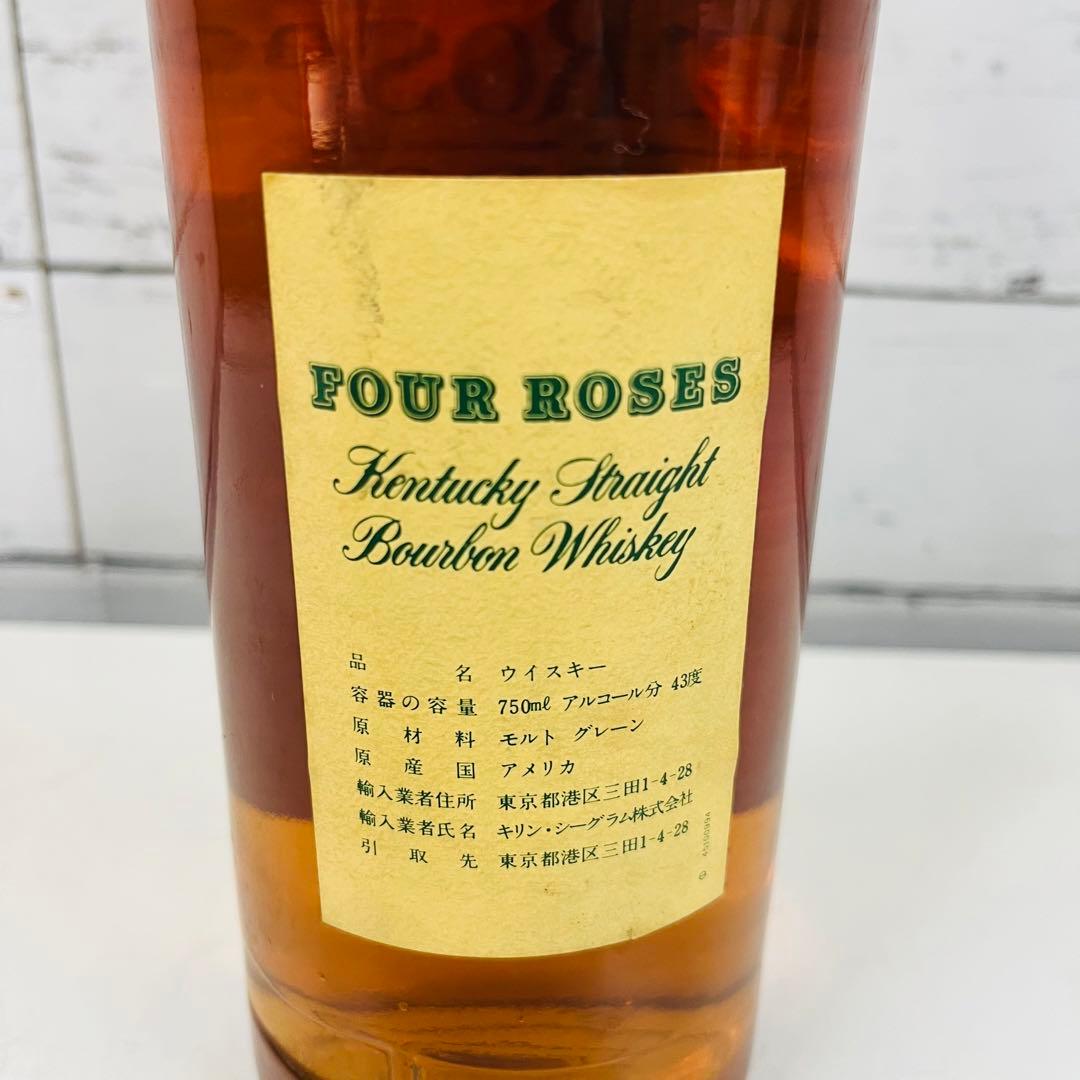 Roses
FOUR ROSES
Kentucky Straight
Bourbon Whiskey
品名 ウイスキー
容器の容量 750ml アルコール分 43度
原材料 モルト グレーン
原産国 アメリカ
輸入業者住所 東京都港区三田1-4-28
輸入業者氏名 キリン・シーグラム株式会社
引取先 東京都港区三田1-4-28
45150994